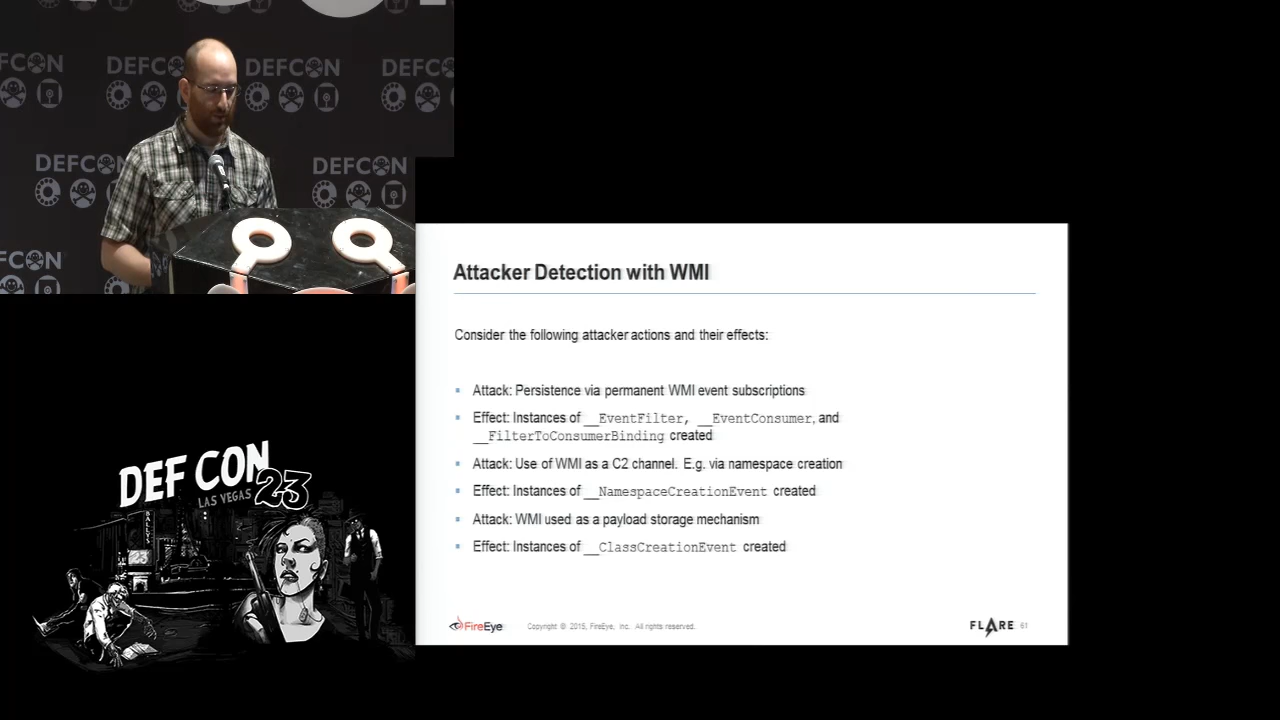 DEFCON
DEFCON
DEFCON
DEFCON
DEFCON
Attacker Detection with WMI
Consider the following attacker actions and their effects:
Attack: Persistence via permanent WMI event subscriptions
Effect: Instances of __EventFilter, __EventConsumer, and
__FilterToConsumerBinding created
Attack: Use of WMI as a C2 channel. E.g. via namespace creation
Effect: Instances of __NamespaceCreationEvent created
Attack: WMI used as a payload storage mechanism
Effect: Instances of __ClassCreationEvent created
FireEye
Copyright © 2015, FireEye, Inc. All rights reserved.
FLARE 61
DEF CON
LAS VEGAS 23
BALLYS